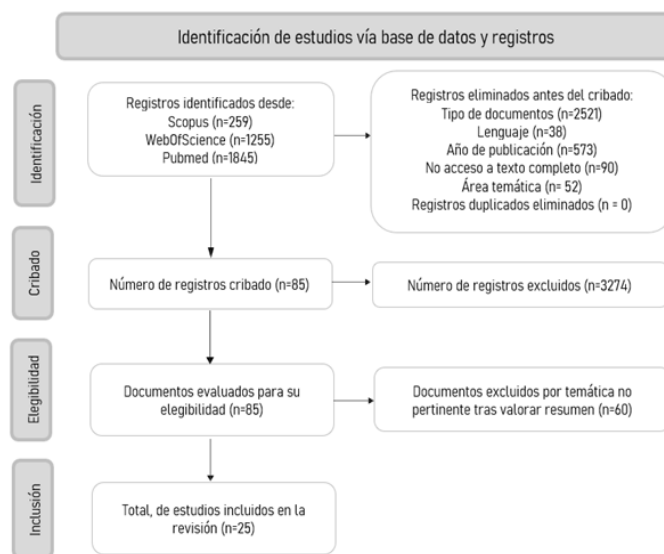 Identificación de estudios vía base de datos y registros
Identificación
Registros identificados desde:
Scopus (n=259)
WebOfScience (n=1255)
Pubmed (n=1845)
Registros eliminados antes del cribado:
Tipo de documentos (n=2521)
Lenguaje (n=38)
Año de publicación (n=573)
No acceso a texto completo (n=90)
Área temática (n= 52)
Registros duplicados eliminados (n = 0)
Cribado
Número de registros cribado (n=85)
Número de registros excluidos (n=3274)
Elegibilidad
Documentos evaluados para su
elegibilidad (n=85)
Documentos excluidos por temática no
pertinente tras valorar resumen (n=60)
Inclusión
Total, de estudios incluidos en la
revisión (n=25)